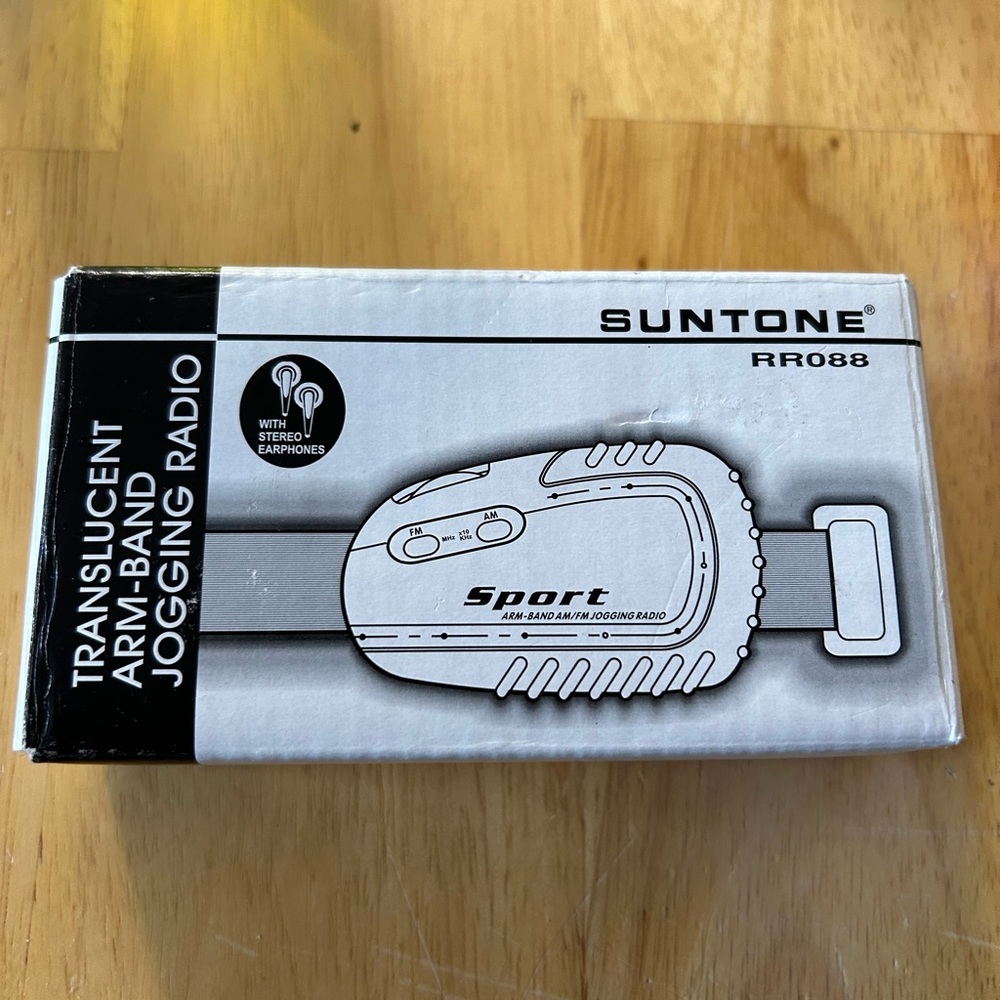 SUNTONE®
RR088
TRANSLUCENT
ARM-BAND
JOGGING RADIO
WITH
STEREO
EARPHONES
FM
MHz
x10
KHz
AM
Sport
ARM-BAND AM/FM JOGGING RADIO